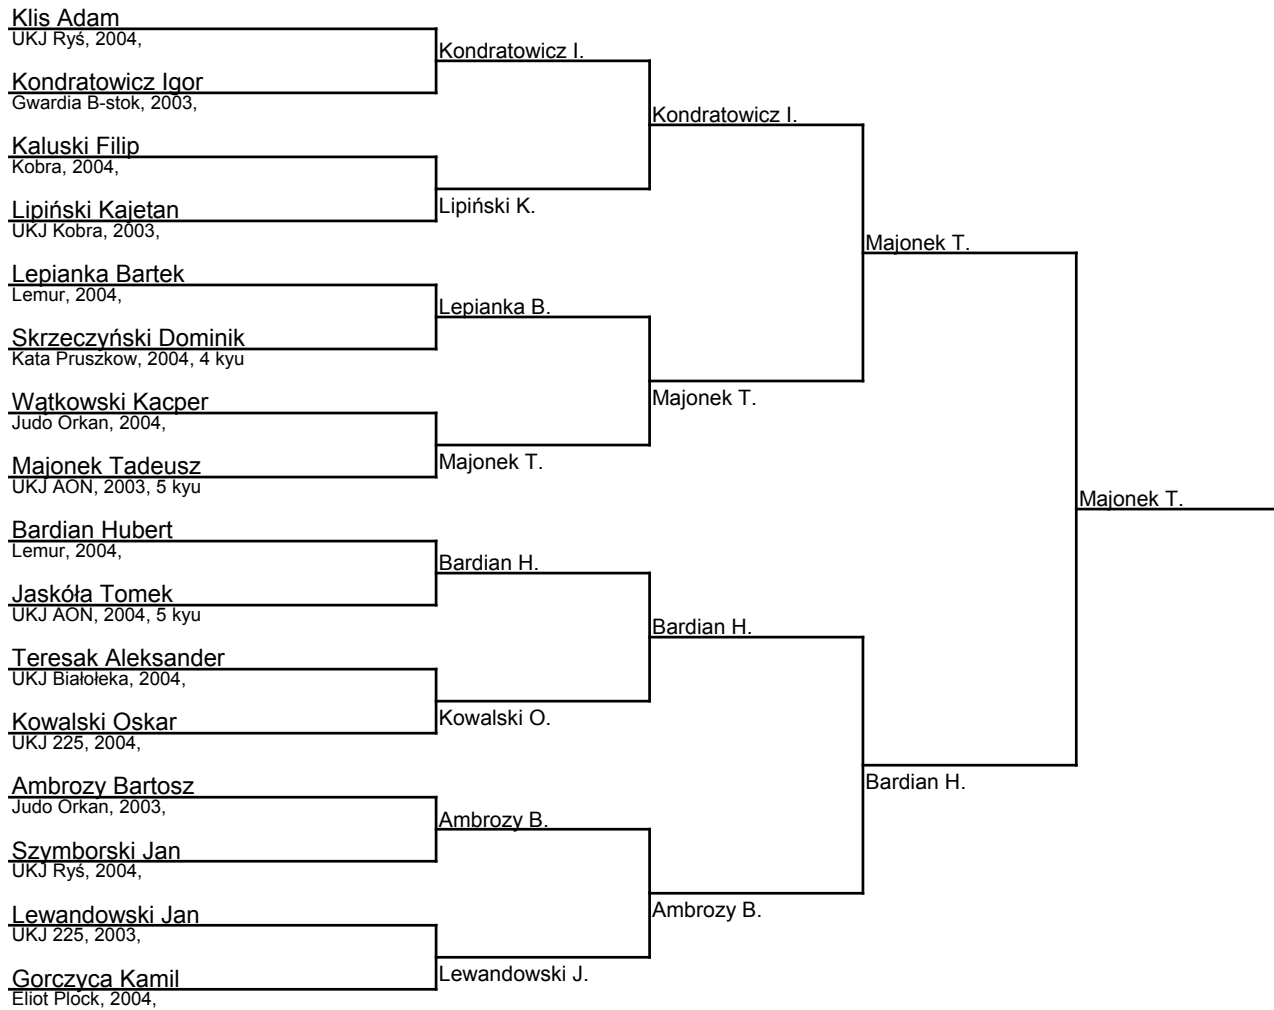 Klis Adam
UKJ Ryś, 2004,
Kondratowicz Igor
Gwardia B-stok, 2003,
Kaluski Filip
Kobra, 2004,
Lipiński Kajetan
UKJ Kobra, 2003,
Lepianka Bartek
Lemur, 2004,
Skrzeczyński Dominik
Kata Pruszkow, 2004, 4 kyu
Wątkowski Kacper
Judo Orkan, 2004,
Majonek Tadeusz
UKJ AON, 2003, 5 kyu
Bardian Hubert
Lemur, 2004,
Jaskóła Tomek
UKJ AON, 2004, 5 kyu
Teresak Aleksander
UKJ Białołeka, 2004,
Kowalski Oskar
UKJ 225, 2004,
Ambrozy Bartosz
Judo Orkan, 2003,
Szymborski Jan
UKJ Ryś, 2004,
Lewandowski Jan
UKJ 225, 2003,
Gorczyca Kamil
Eliot Plock, 2004,
Kondratowicz I.
Lipiński K.
Lepianka B.
Majonek T.
Bardian H.
Kowalski O.
Ambrozy B.
Lewandowski J.
Kondratowicz I.
Majonek T.
Bardian H.
Ambrozy B.
Majonek T.
Bardian H.
Majonek T.